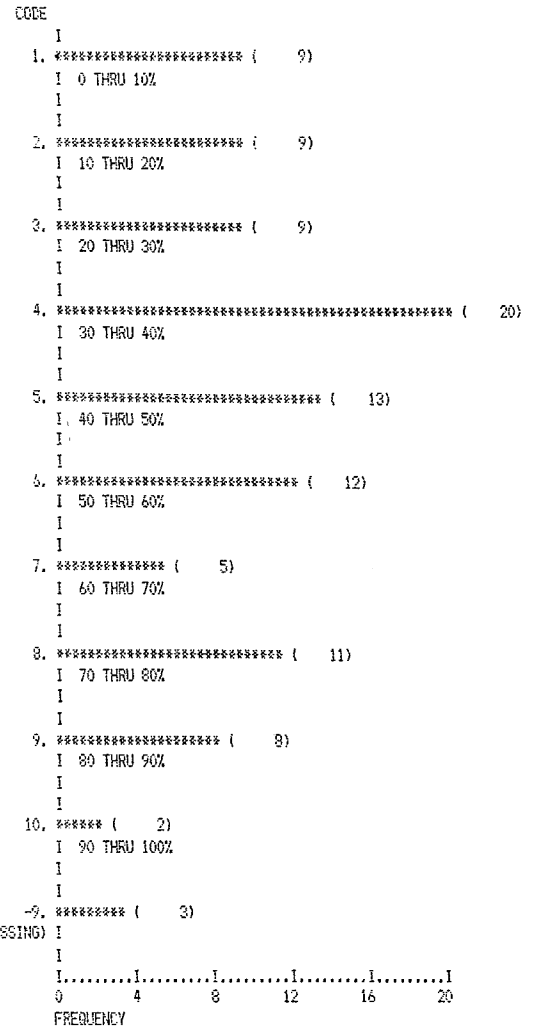 CODE
I
1. ************************ ( 9)
I 0 THRU 10%
I
I
2. ************************ ( 9)
I 10 THRU 20%
I
I
3. ************************ ( 9)
I 20 THRU 30%
I
I
4. *************************************************** ( 20)
I 30 THRU 40%
I
I
5. ********************************** ( 13)
I 40 THRU 50%
I
I
6. ******************************* ( 12)
I 50 THRU 60%
I
I
7. ************** ( 5)
I 60 THRU 70%
I
I
8. ***************************** ( 11)
I 70 THRU 80%
I
I
9. ********************* ( 8)
I 80 THRU 90%
I
I
10. ****** ( 2)
I 90 THRU 100%
I
I
-9. ********* ( 3)
SSING) I
I
I.........I.........I.........I.........I.........I
0 4 8 12 16 20
FREQUENCY